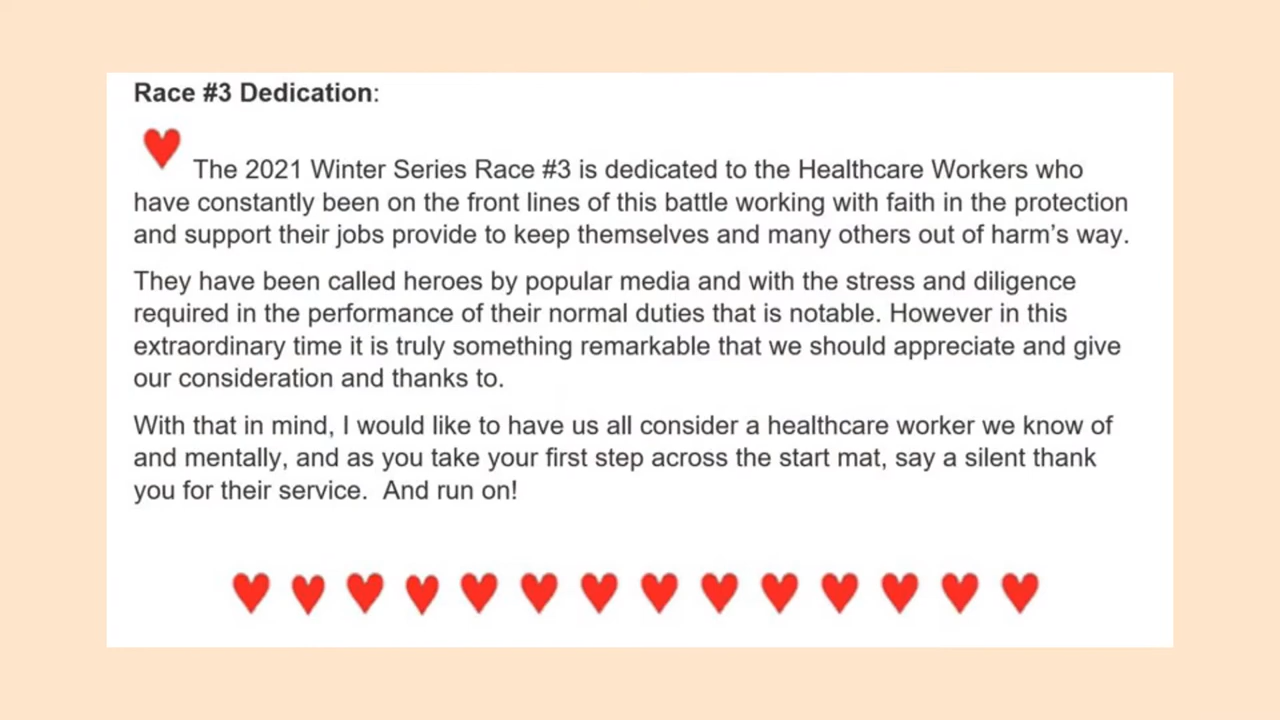 Race #3 Dedication:
The 2021 Winter Series Race #3 is dedicated to the Healthcare Workers who
have constantly been on the front lines of this battle working with faith in the protection
and support their jobs provide to keep themselves and many others out of harm’s way.
They have been called heroes by popular media and with the stress and diligence
required in the performance of their normal duties that is notable. However in this
extraordinary time it is truly something remarkable that we should appreciate and give
our consideration and thanks to.
With that in mind, I would like to have us all consider a healthcare worker we know of
and mentally, and as you take your first step across the start mat, say a silent thank
you for their service.  And run on!